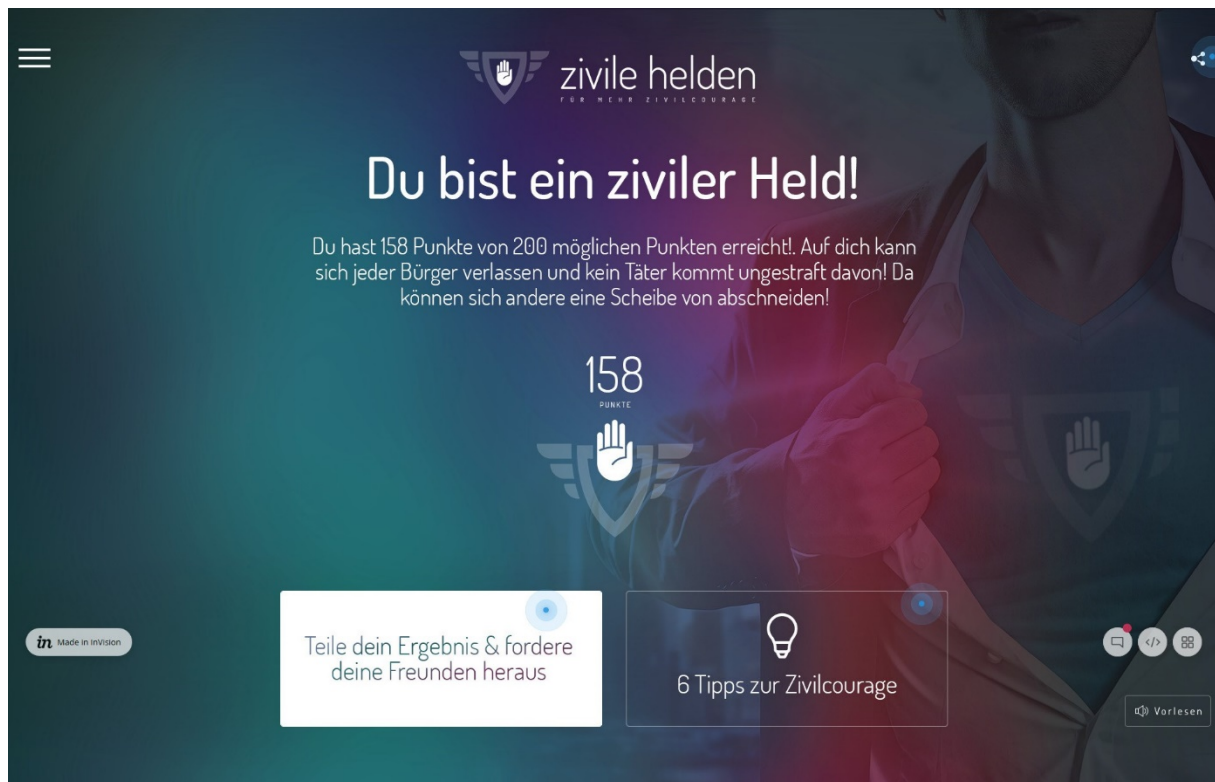 zivile helden
FÜR MEHR ZIVILCOURAGE
Du bist ein ziviler Held!
Du hast 158 Punkte von 200 möglichen Punkten erreicht!. Auf dich kann
sich jeder Bürger verlassen und kein Täter kommt ungestraft davon! Da
können sich andere eine Scheibe von abschneiden!
158
PUNKTE
Teile dein Ergebnis & fordere
deine Freunden heraus
6 Tipps zur Zivilcourage
in Made in InVision
</>
Vorlesen